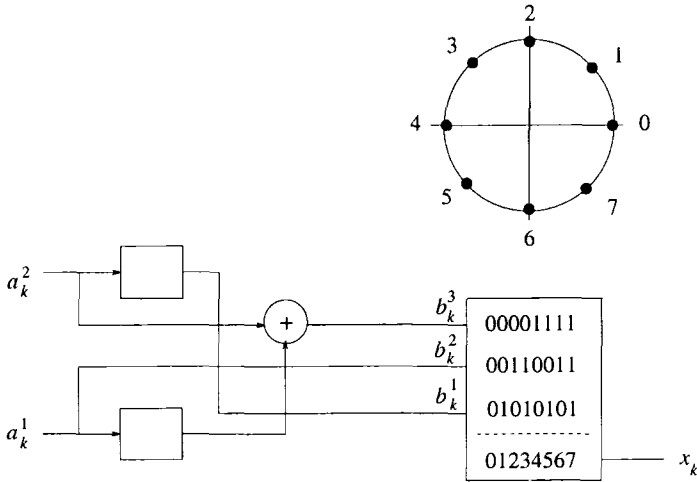 2
3
1
4
0
5
7
6
a_k^2
+
b_k^3
00001111
b_k^2
00110011
b_k^1
01010101
a_k^1
01234567
x_k